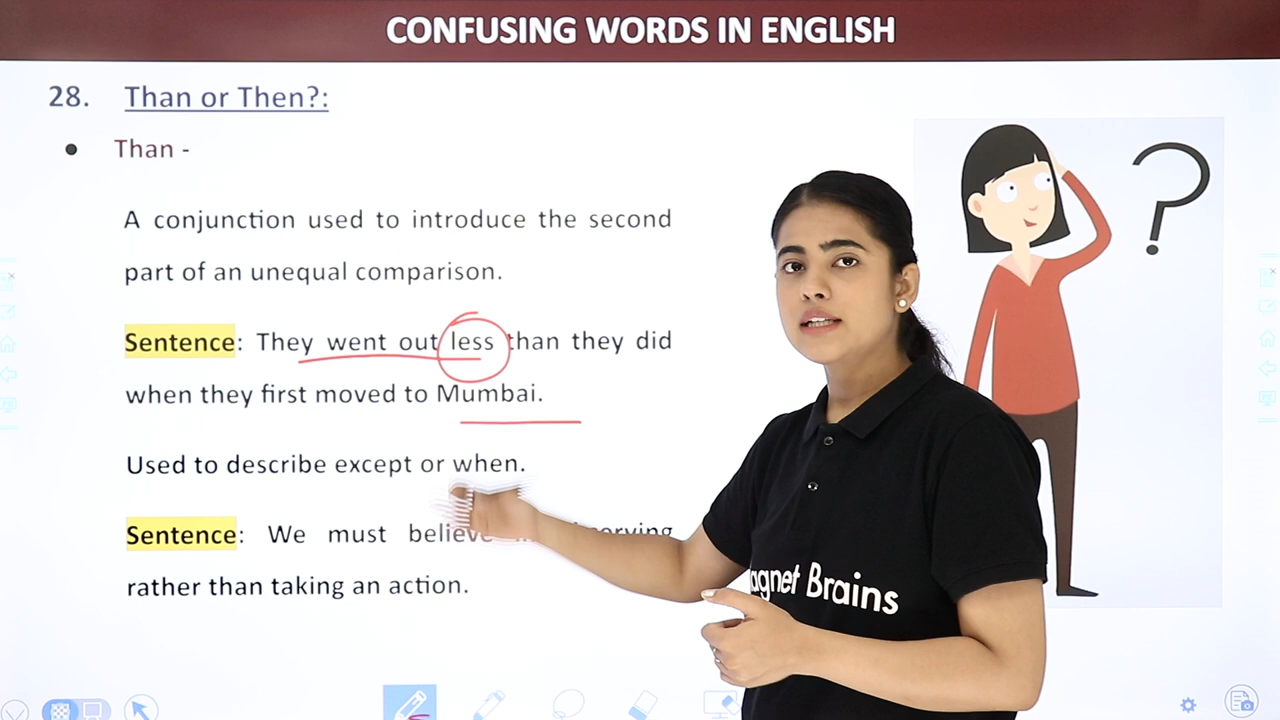 CONFUSING WORDS IN ENGLISH
28. Than or Then?:
● Than -
A conjunction used to introduce the second
part of an unequal comparison.
Sentence: They went out less than they did
when they first moved to Mumbai.
Used to describe except or when.
Sentence: We must believe
rather than taking an action.
?
agnet Brains